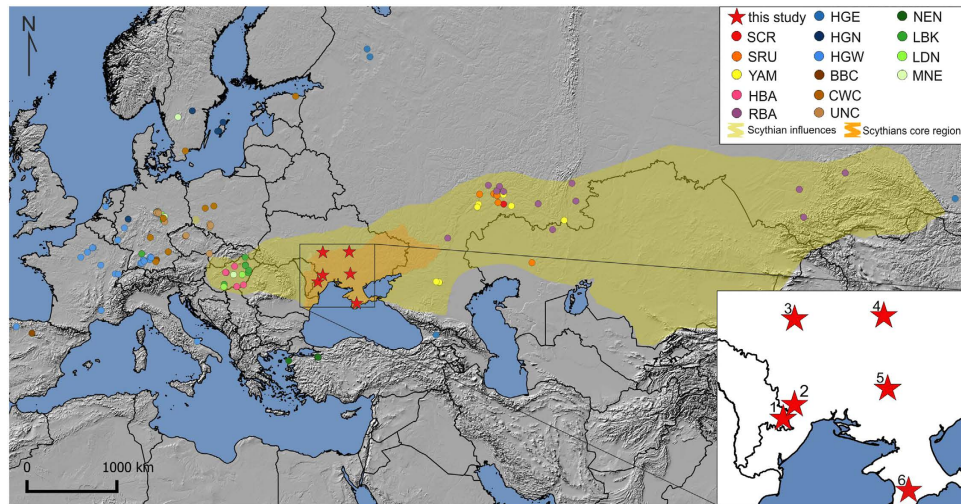 N
this study
SCR
SRU
YAM
HBA
RBA
HGE
HGN
HGW
BBC
CWC
UNC
NEN
LBK
LDN
MNE
Scythian influences
Scythians core region
0
1000 km
3
4
5
2
1
6